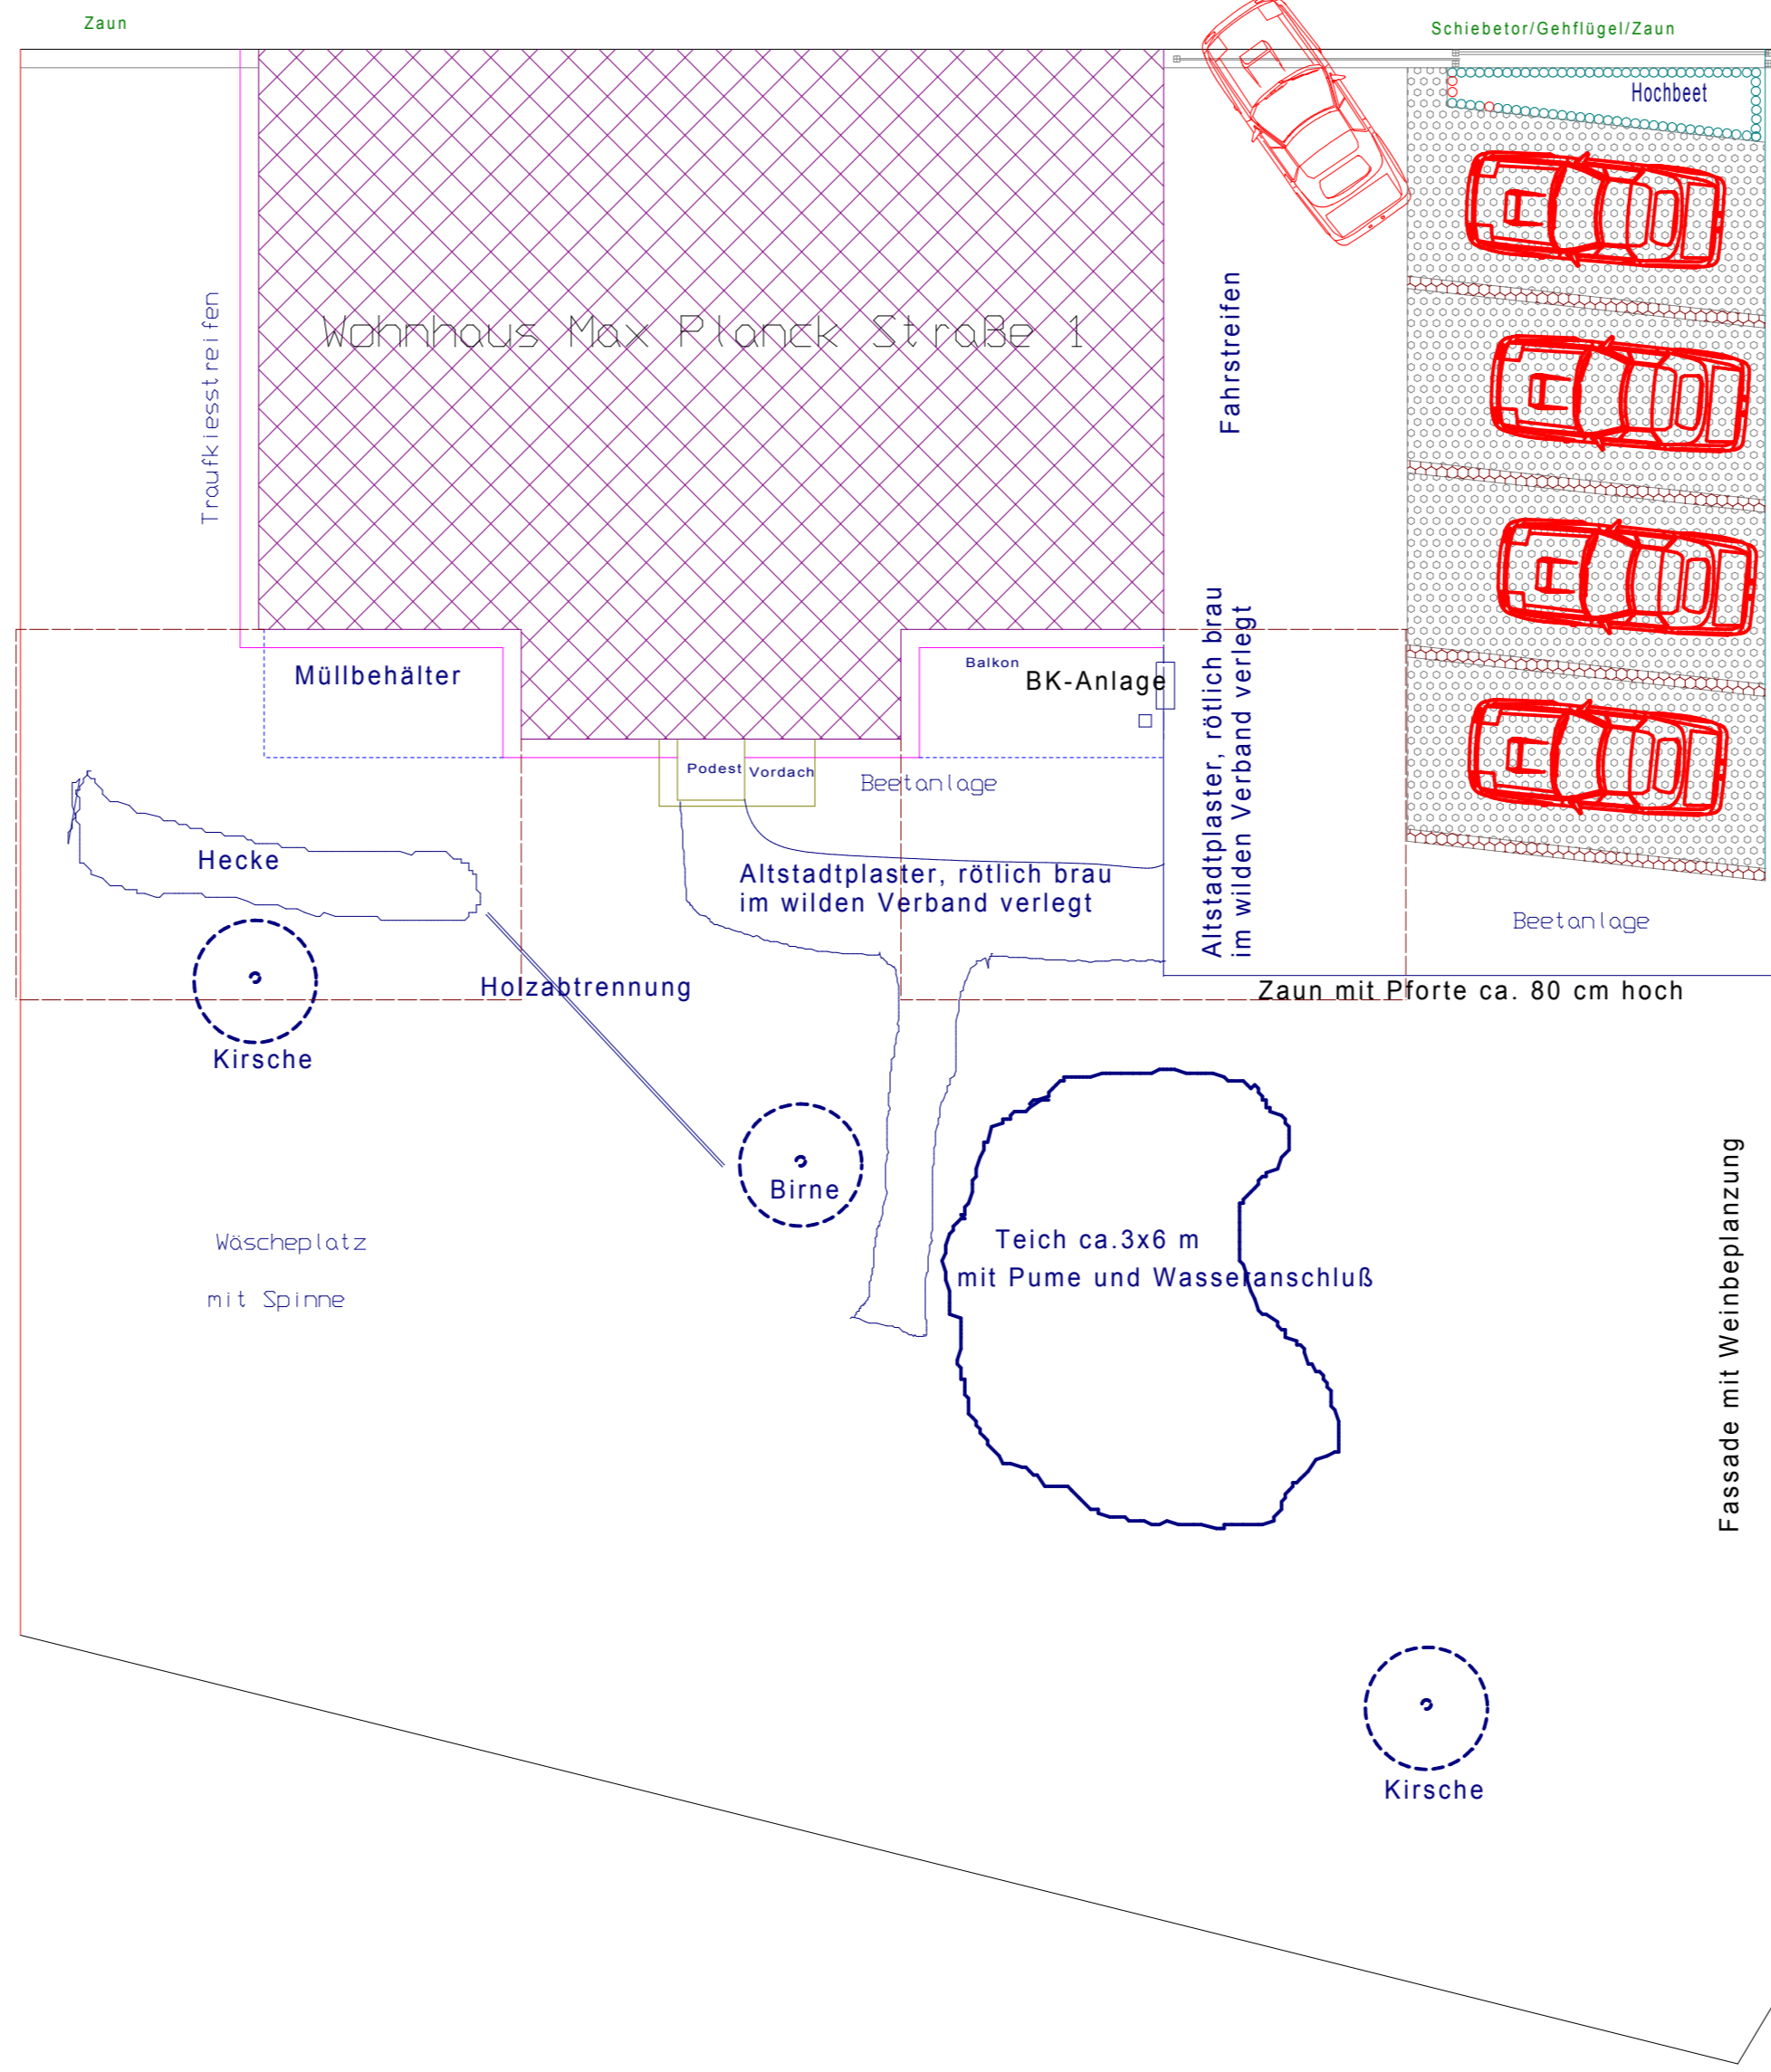 Zaun
Schiebetor/Gehflügel/Zaun
Hochbeet
Traufkiesstreifen
Wohnhaus Max Planck Straße 1
Fahrstreifen
Müllbehälter
Balkon
BK-Anlage
Altstadtplaster, rötlich brau
im wilden Verband verlegt
Podest
Vordach
Beetanlage
Hecke
Altstadtplaster, rötlich brau
im wilden Verband verlegt
Beetanlage
Holzabtrennung
Zaun mit Pforte ca. 80 cm hoch
Kirsche
Birne
Wäscheplatz
mit Spinne
Teich ca.3x6 m
mit Pume und Wasseranschluß
Fassade mit Weinbeplanzung
Kirsche